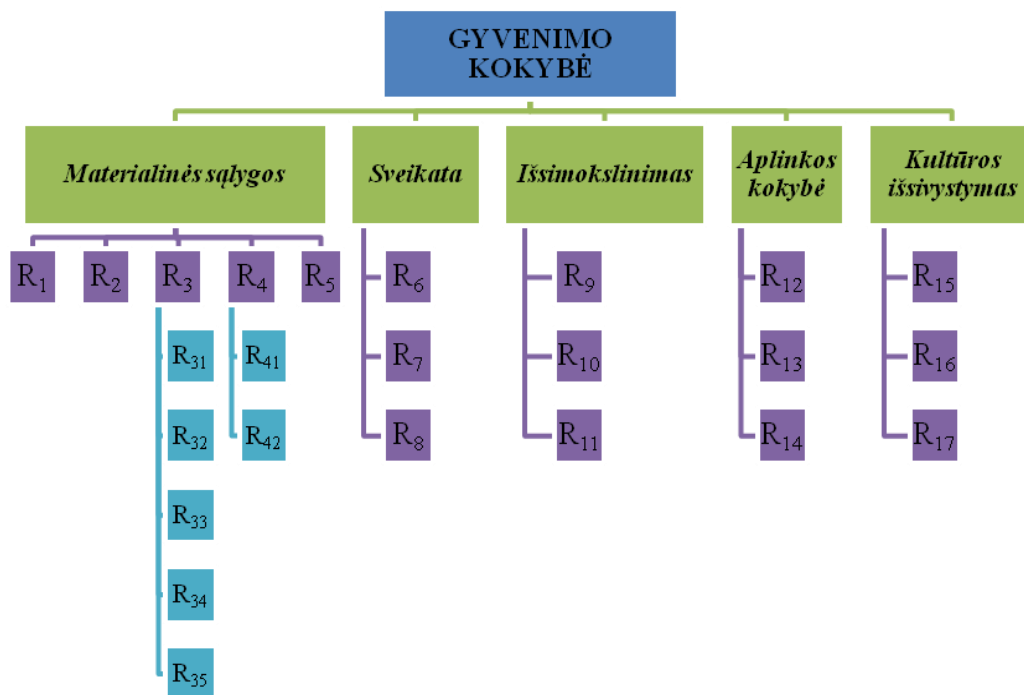 GYVENIMO
KOKYBĖ
Materialinės sąlygos
Sveikata
Išsimokslinimas
Aplinkos
kokybė
Kultūros
išsivystymas
R₁ R₂ R₃ R₄ R₅ R₆ R₉ R₁₂ R₁₅
R₃₁ R₄₁ R₇ R₁₀ R₁₃ R₁₆
R₃₂ R₄₂ R₈ R₁₁ R₁₄ R₁₇
R₃₃
R₃₄
R₃₅